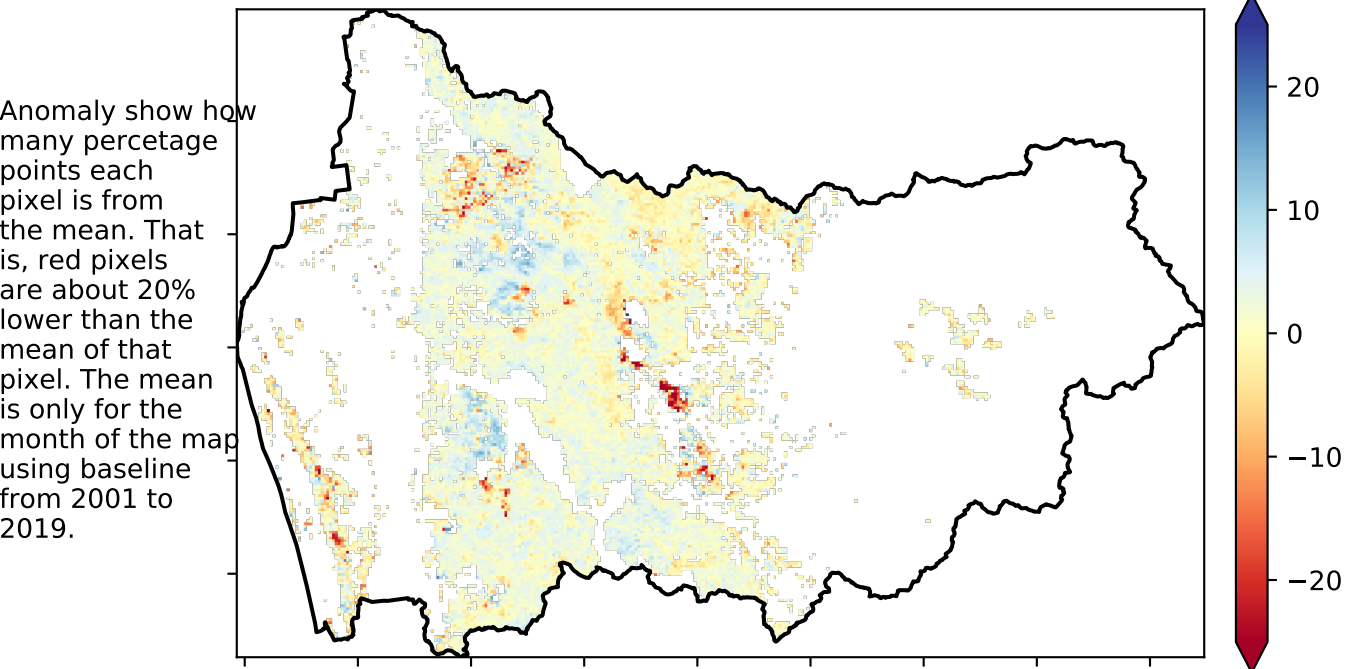 Anomaly show how
many percetage
points each
pixel is from
the mean. That
is, red pixels
are about 20%
lower than the
mean of that
pixel. The mean
is only for the
month of the map
using baseline
from 2001 to
2019.
20
10
0
−10
−20